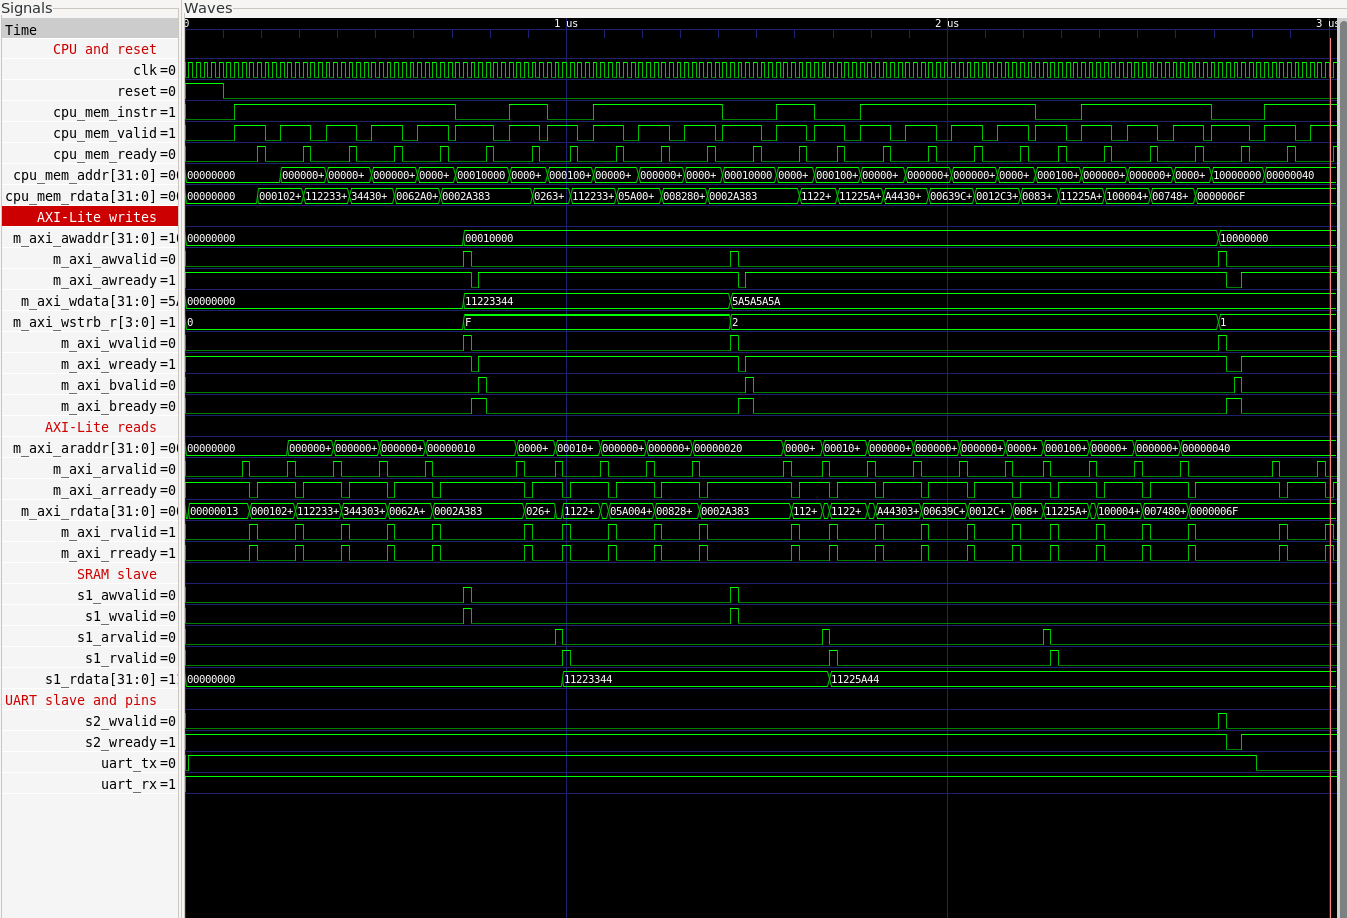 Signals Waves
Time 0 1 us 2 us 3 us
CPU and reset
clk=0
reset=0
cpu_mem_instr=1
cpu_mem_valid=1
cpu_mem_ready=0
cpu_mem_addr[31:0]=00 00000000 000000+ 0000+ 000000+ 0000+ 00010000 0000+ 000100+ 0000+ 000000+ 0000+ 00010000 0000+ 000100+ 0000+ 000000+ 000000+ 0000+ 000100+ 000000+ 000000+ 0000+ 10000000 00000040
cpu_mem_rdata[31:0]=00 00000000 000102+ 112233+ 34430+ 0062A0+ 0002A383 0263+ 112233+ 05A00+ 008280+ 0002A383 1122+ 11225A+ A4430+ 00639C+ 0012C3+ 0083+ 11225A+ 100004+ 00748+ 0000006F
AXI-Lite writes
m_axi_awaddr[31:0]=10 00000000 00010000 10000000
m_axi_awvalid=0
m_axi_awready=1
m_axi_wdata[31:0]=5A 00000000 11223344 5A5A5A5A
m_axi_wstrb_r[3:0]=1 0 F 2 1
m_axi_wvalid=0
m_axi_wready=1
m_axi_bvalid=0
m_axi_bready=0
AXI-Lite reads
m_axi_araddr[31:0]=00 00000000 000000+ 000000+ 000000+ 00000010 0000+ 00010+ 000000+ 000000+ 00000020 0000+ 00010+ 000000+ 000000+ 000000+ 0000+ 000100+ 00000+ 000000+ 00000040
m_axi_arvalid=0
m_axi_arready=0
m_axi_rdata[31:0]=00 00000013 000102+ 112233+ 344303+ 0062A+ 0002A383 026+ 1122+ 05A004+ 00828+ 0002A383 112+ 1122+ A44303+ 00639C+ 0012C+ 008+ 11225A+ 100004+ 007480+ 0000006F
m_axi_rvalid=1
m_axi_rready=1
SRAM slave
s1_awvalid=0
s1_wvalid=0
s1_arvalid=0
s1_rvalid=0
s1_rdata[31:0]=1 00000000 11223344 11225A44
UART slave and pins
s2_wvalid=0
s2_wready=1
uart_tx=0
uart_rx=1